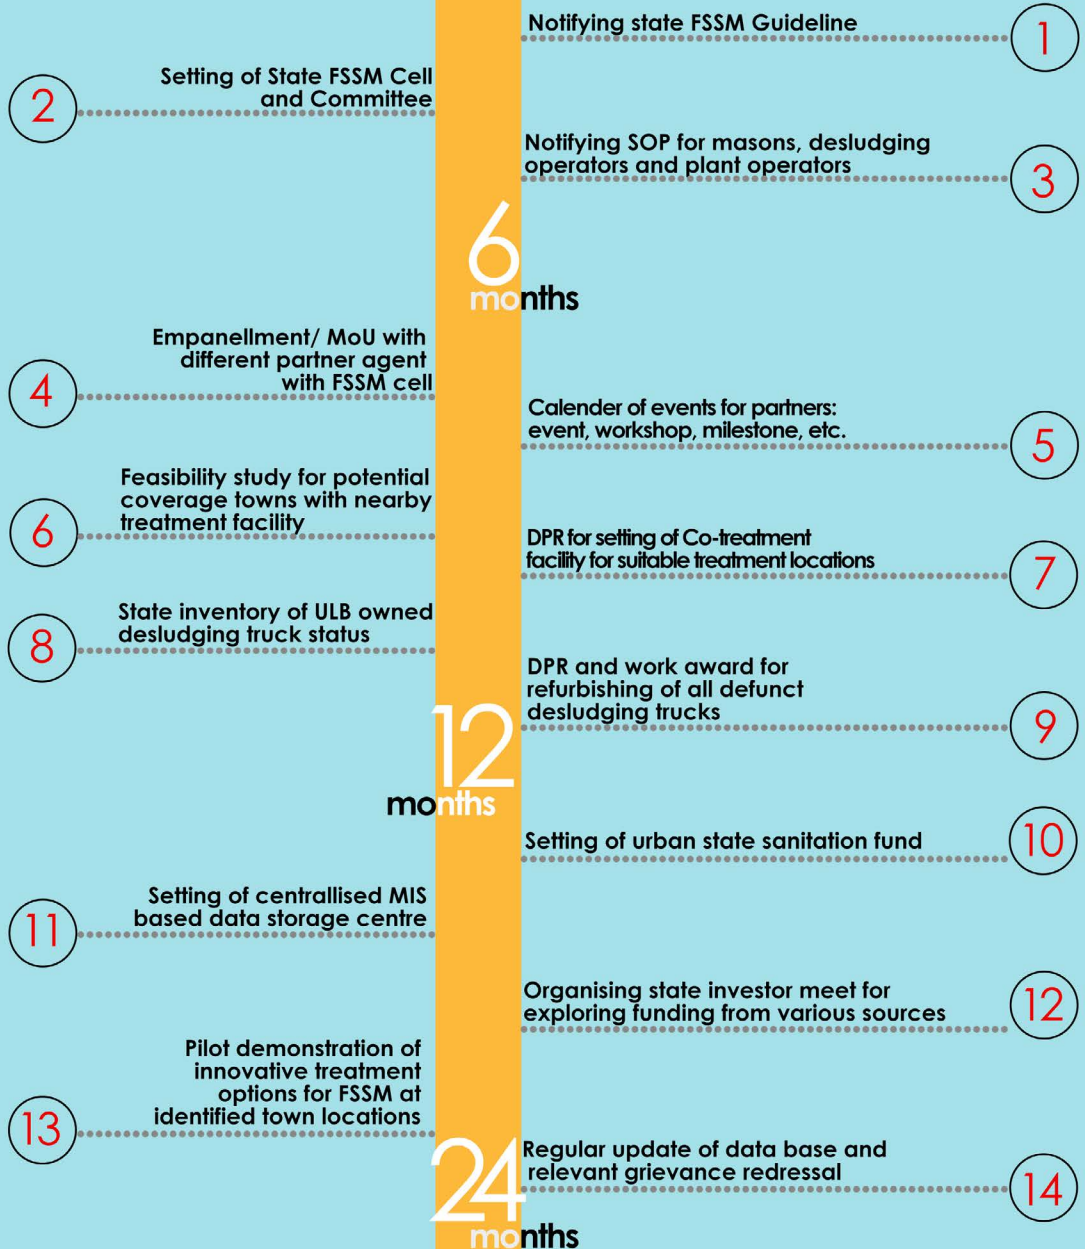 Notifying state FSSM Guideline
1
Setting of State FSSM Cell
and Committee
2
Notifying SOP for masons, desludging
operators and plant operators
3
6
months
Empanellment/ MoU with
different partner agent
with FSSM cell
4
Calender of events for partners:
event, workshop, milestone, etc.
5
Feasibility study for potential
coverage towns with nearby
treatment facility
6
DPR for setting of Co-treatment
facility for suitable treatment locations
7
State inventory of ULB owned
desludging truck status
8
DPR and work award for
refurbishing of all defunct
desludging trucks
9
12
months
Setting of urban state sanitation fund
10
Setting of centrallised MIS
based data storage centre
11
Organising state investor meet for
exploring funding from various sources
12
Pilot demonstration of
innovative treatment
options for FSSM at
identified town locations
13
Regular update of data base and
relevant grievance redressal
14
24
months